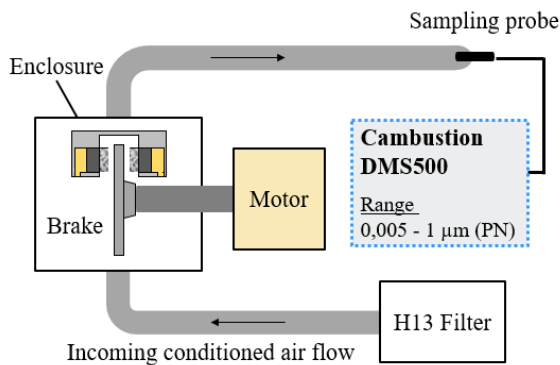 Sampling probe
Enclosure
Cambustion
DMS500
Range
0,005 - 1 µm (PN)
Motor
Brake
H13 Filter
Incoming conditioned air flow